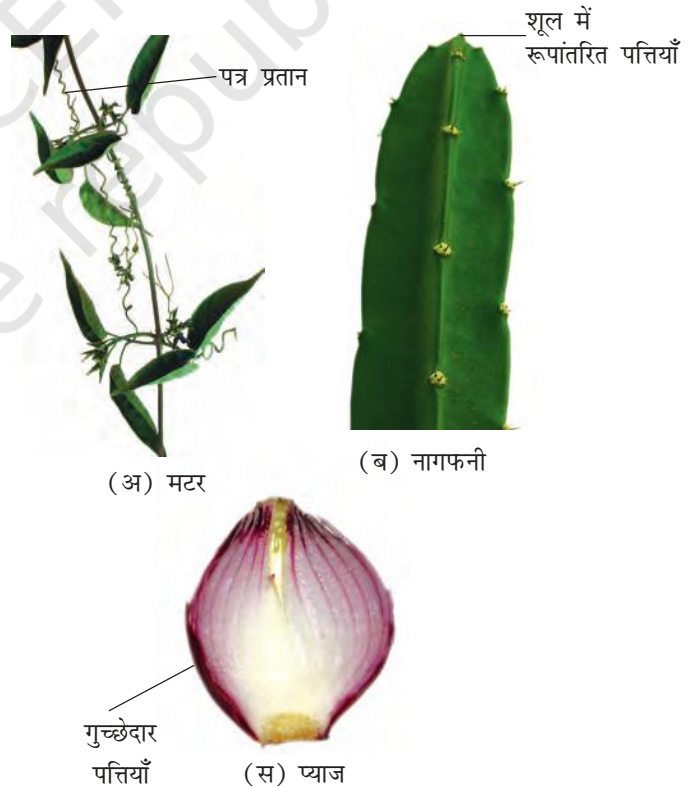 शूल में
रूपांतरित पत्तियाँ
पत्र प्रतान
(अ) मटर
(ब) नागफनी
गुच्छेदार
पत्तियाँ
(स) प्याज